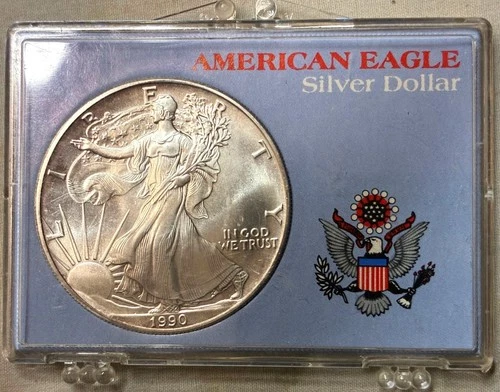 AMERICAN EAGLE
Silver Dollar
LIBERTY
IN GOD
WE TRUST
1990